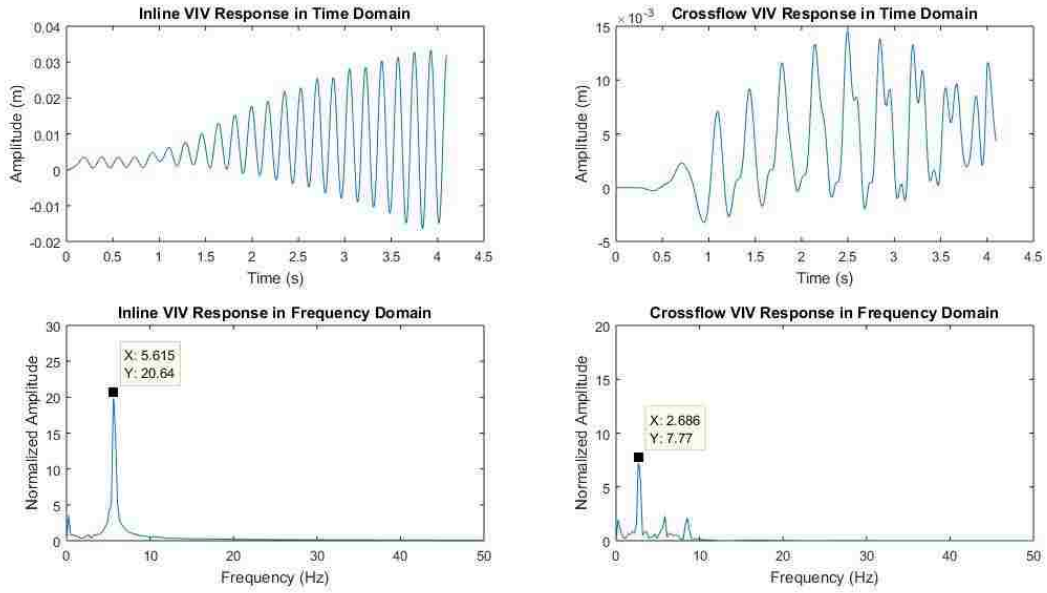 Inline VIV Response in Time Domain
0.04
0.03
0.02
0.01
0
-0.01
-0.02
Amplitude (m)
0 0.5 1 1.5 2 2.5 3 3.5 4 4.5
Time (s)
Crossflow VIV Response in Time Domain
×10⁻³
15
10
5
0
-5
Amplitude (m)
0 0.5 1 1.5 2 2.5 3 3.5 4 4.5
Time (s)
Inline VIV Response in Frequency Domain
30
25
20
15
10
5
0
Normalized Amplitude
X: 5.615
Y: 20.64
0 10 20 30 40 50
Frequency (Hz)
Crossflow VIV Response in Frequency Domain
20
15
10
5
0
Normalized Amplitude
X: 2.686
Y: 7.77
0 10 20 30 40 50
Frequency (Hz)